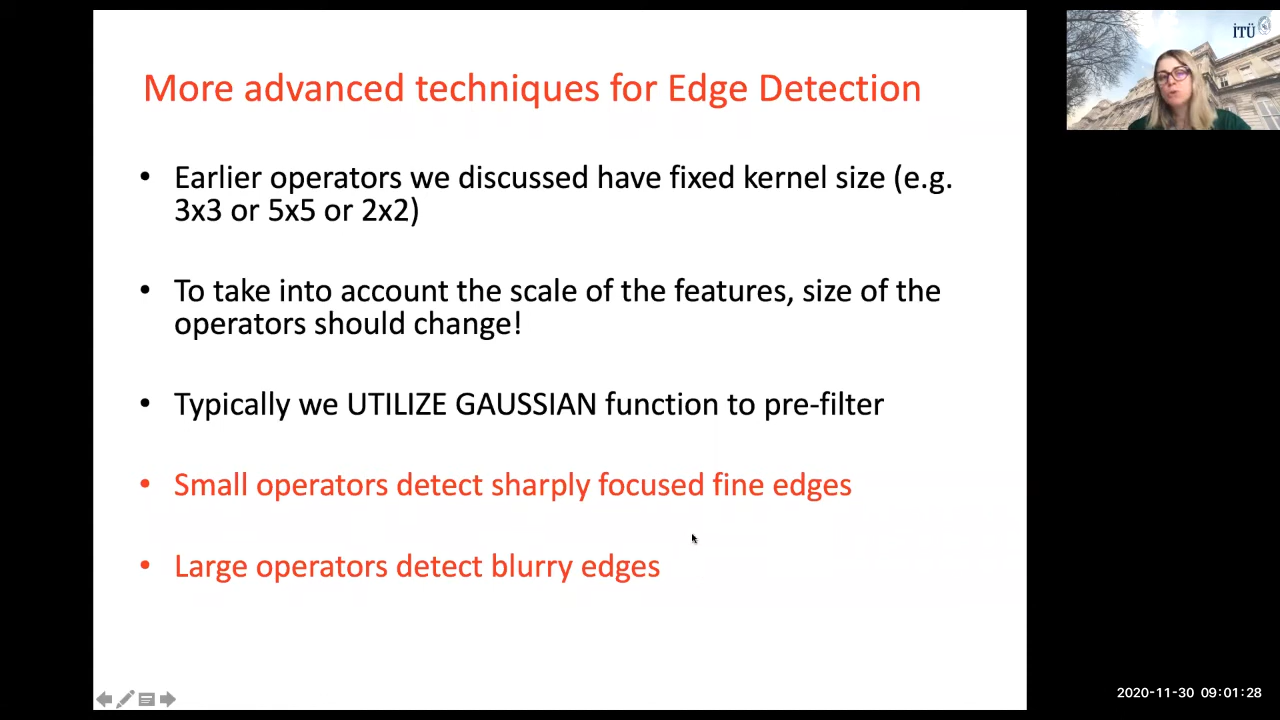 More advanced techniques for Edge Detection
• Earlier operators we discussed have fixed kernel size (e.g.
3x3 or 5x5 or 2x2)
• To take into account the scale of the features, size of the
operators should change!
• Typically we UTILIZE GAUSSIAN function to pre-filter
• Small operators detect sharply focused fine edges
• Large operators detect blurry edges
İTÜ
2020-11-30 09:01:28